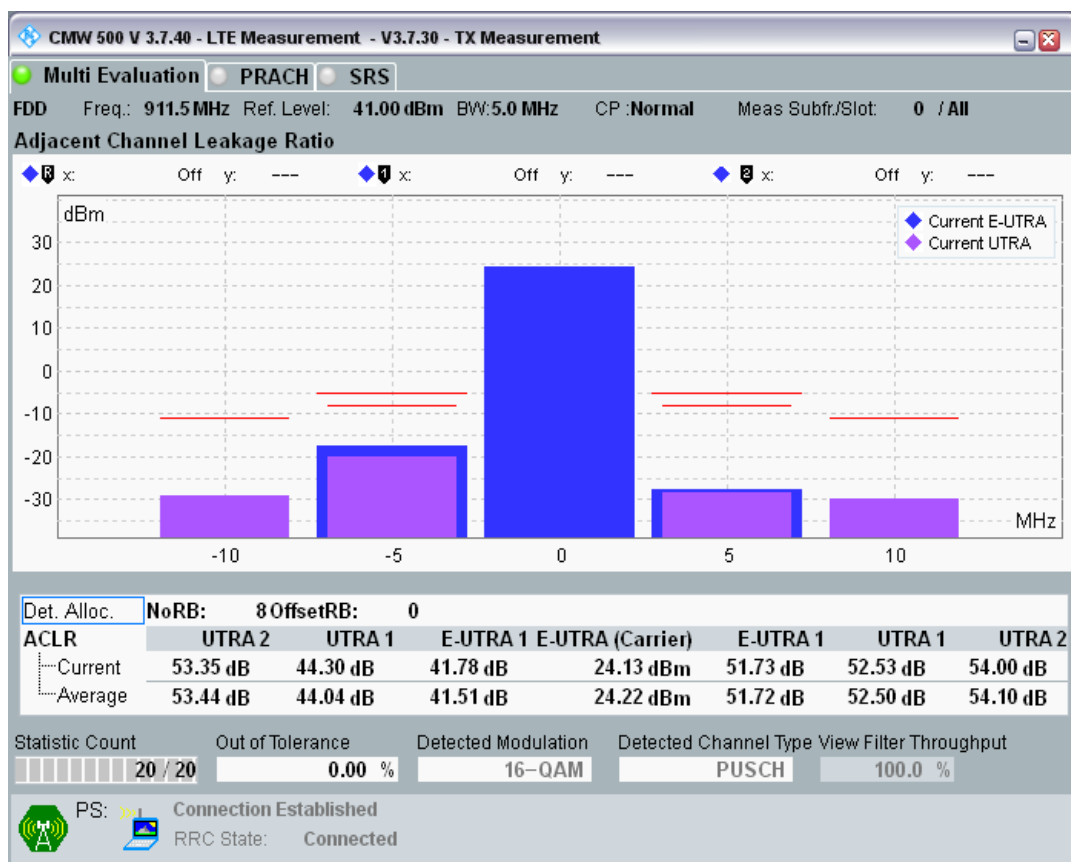 CMW 500 V 3.7.40 - LTE Measurement - V3.7.30 - TX Measurement
Multi Evaluation PRACH SRS
FDD Freq.: 911.5 MHz Ref. Level: 41.00 dBm BW:5.0 MHz CP :Normal Meas Subfr./Slot: 0 / All
Adjacent Channel Leakage Ratio
R x: Off y: --- 1 x: Off y: --- 2 x: Off y: ---
dBm
Current E-UTRA
Current UTRA
30
20
10
0
-10
-20
-30
MHz
-10 -5 0 5 10
Det. Alloc. NoRB: 8 OffsetRB: 0
ACLR UTRA 2 UTRA 1 E-UTRA 1 E-UTRA (Carrier) E-UTRA 1 UTRA 1 UTRA 2
Current 53.35 dB 44.30 dB 41.78 dB 24.13 dBm 51.73 dB 52.53 dB 54.00 dB
Average 53.44 dB 44.04 dB 41.51 dB 24.22 dBm 51.72 dB 52.50 dB 54.10 dB
Statistic Count Out of Tolerance Detected Modulation Detected Channel Type View Filter Throughput
20 / 20 0.00 % 16-QAM PUSCH 100.0 %
PS: Connection Established
RRC State: Connected